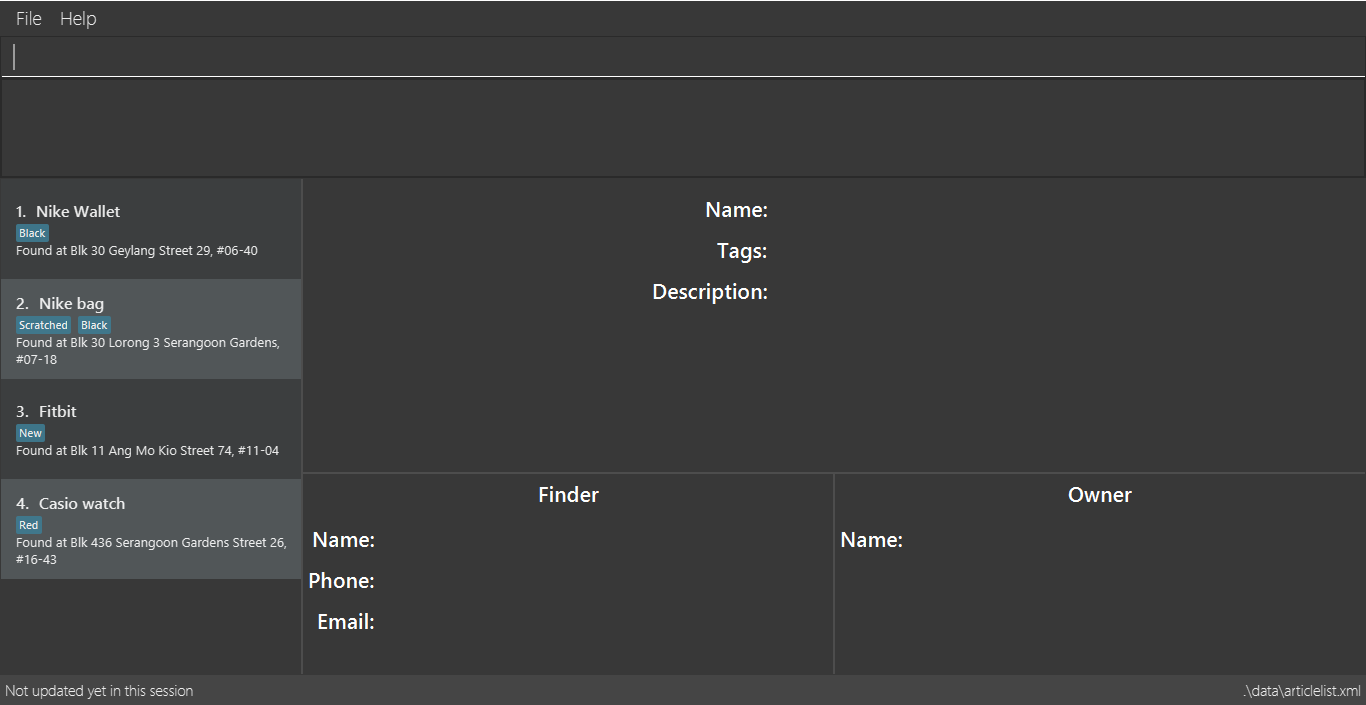 File Help
1. Nike Wallet
Black
Found at Blk 30 Geylang Street 29, #06-40
2. Nike bag
Scratched Black
Found at Blk 30 Lorong 3 Serangoon Gardens,
#07-18
3. Fitbit
New
Found at Blk 11 Ang Mo Kio Street 74, #11-04
4. Casio watch
Red
Found at Blk 436 Serangoon Gardens Street 26,
#16-43
Name:
Tags:
Description:
Finder
Name:
Phone:
Email:
Owner
Name:
Not updated yet in this session
.\data\articlelist.xml